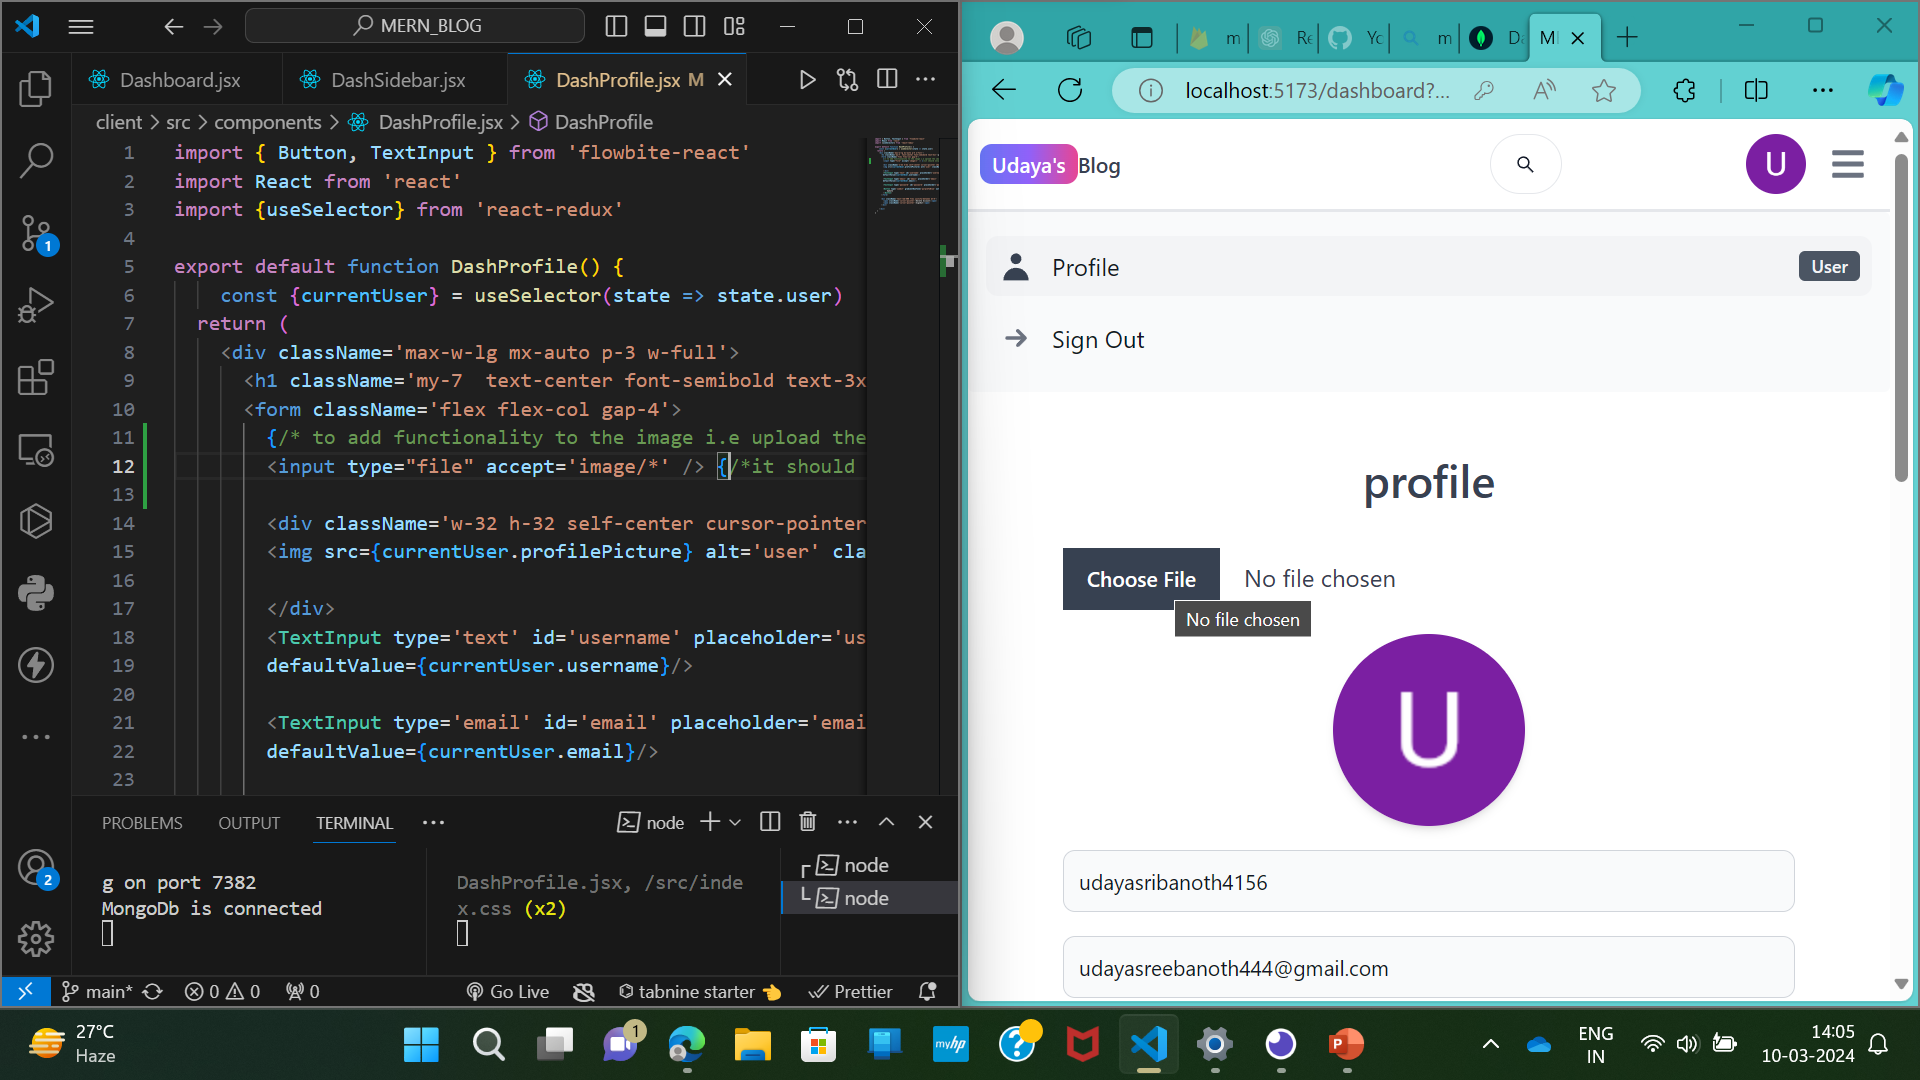 MERN_BLOG
Dashboard.jsx
DashSidebar.jsx
DashProfile.jsx M
client > src > components > DashProfile.jsx > DashProfile
1 import { Button, TextInput } from 'flowbite-react'
2 import React from 'react'
3 import {useSelector} from 'react-redux'
4
5 export default function DashProfile() {
6 const {currentUser} = useSelector(state => state.user)
7 return (
8 <div className='max-w-lg mx-auto p-3 w-full'>
9 <h1 className='my-7  text-center font-semibold text-3x
10 <form className='flex flex-col gap-4'>
11 {/* to add functionality to the image i.e upload the
12 <input type="file" accept='image/*' /> {/*it should
13
14 <div className='w-32 h-32 self-center cursor-pointer
15 <img src={currentUser.profilePicture} alt='user' cla
16
17 </div>
18 <TextInput type='text' id='username' placeholder='us
19 defaultValue={currentUser.username}/>
20
21 <TextInput type='email' id='email' placeholder='emai
22 defaultValue={currentUser.email}/>
23
1
2
PROBLEMS OUTPUT TERMINAL
node
g on port 7382
MongoDb is connected
DashProfile.jsx, /src/inde
x.css (x2)
node
node
main* 0 0 0 Go Live tabnine starter Prettier
m Re Yc m Da M
localhost:5173/dashboard?...
Udaya's Blog
U
Profile
User
Sign Out
profile
Choose File No file chosen
No file chosen
U
udayasribanoth4156
udayasreebanoth444@gmail.com
27°C
Haze
1
myhp
P
ENG
IN
14:05
10-03-2024